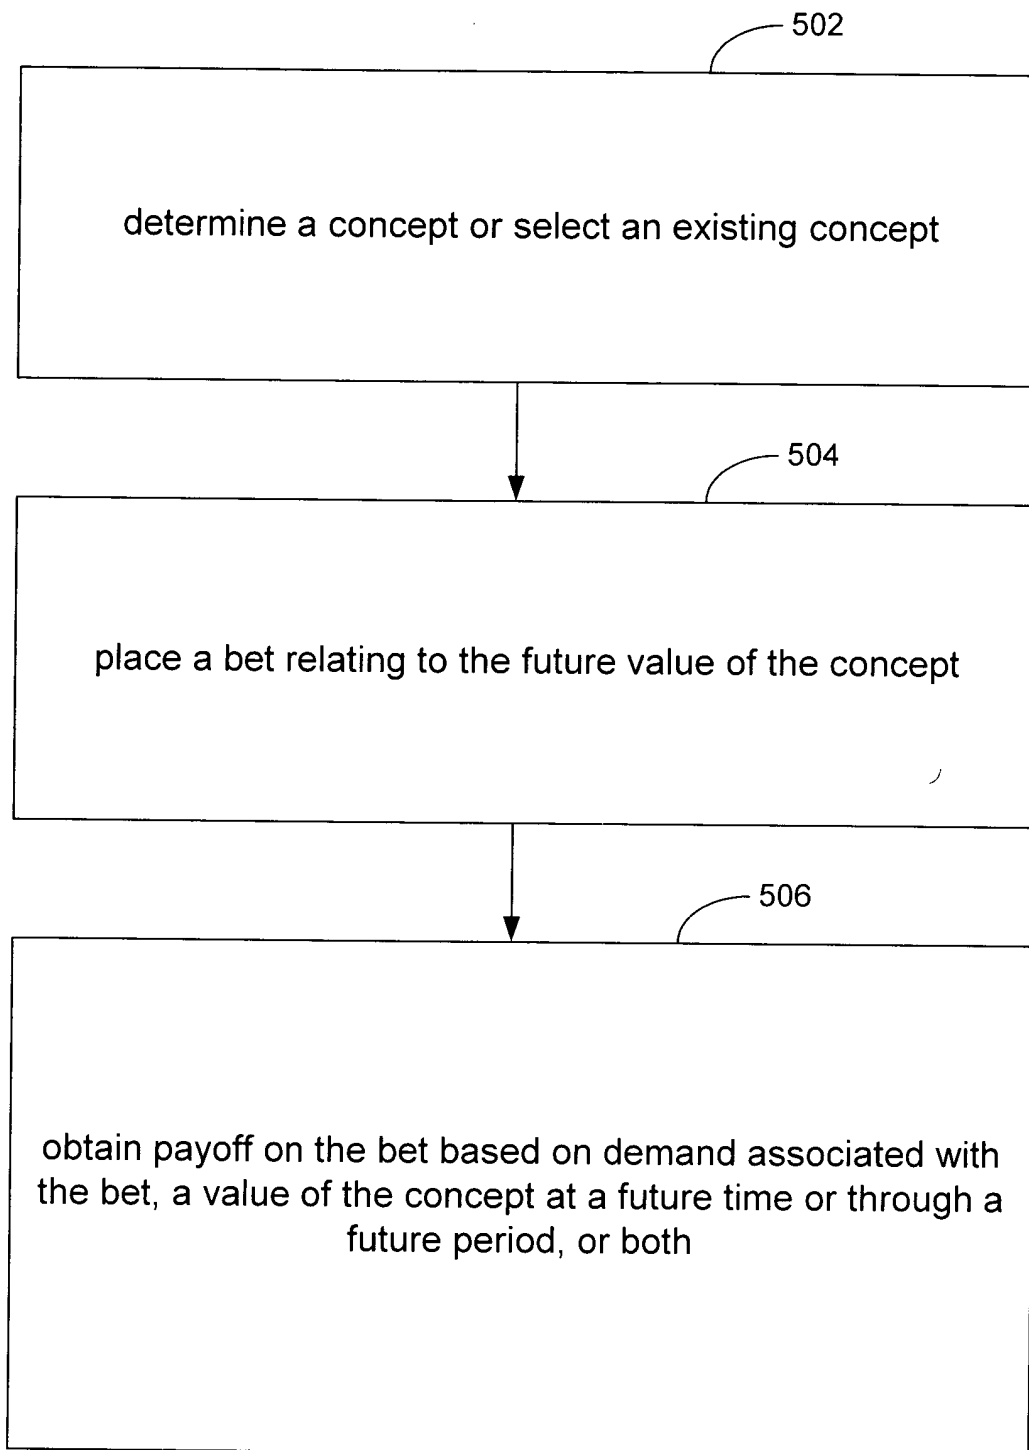 502
determine a concept or select an existing concept
504
place a bet relating to the future value of the concept
506
obtain payoff on the bet based on demand associated with
the bet, a value of the concept at a future time or through a
future period, or both